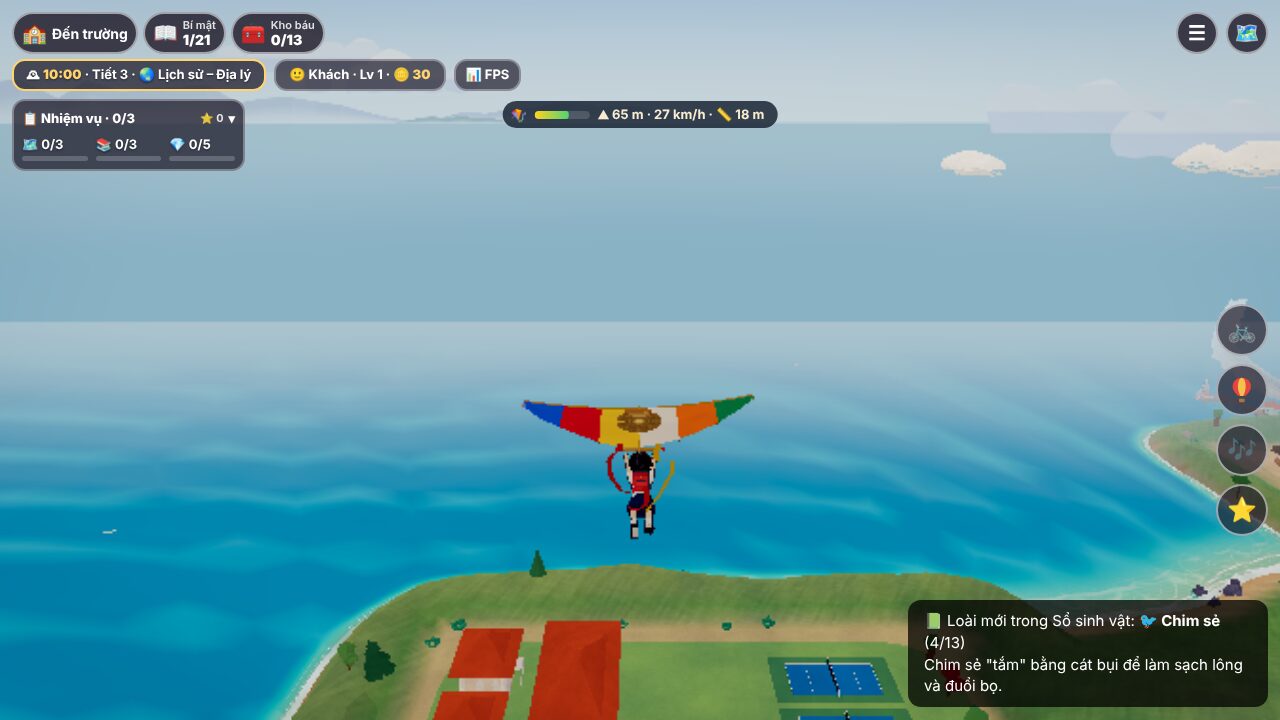 Đến trường
Bí mật
1/21
Kho báu
0/13
10:00 · Tiết 3 · Lịch sử – Địa lý
Khách · Lv 1 · 30
FPS
Nhiệm vụ · 0/3
0 ▾
0/3
0/3
0/5
▲ 65 m · 27 km/h · 18 m
Loài mới trong Sổ sinh vật: Chim sẻ
(4/13)
Chim sẻ "tắm" bằng cát bụi để làm sạch lông
và đuổi bọ.